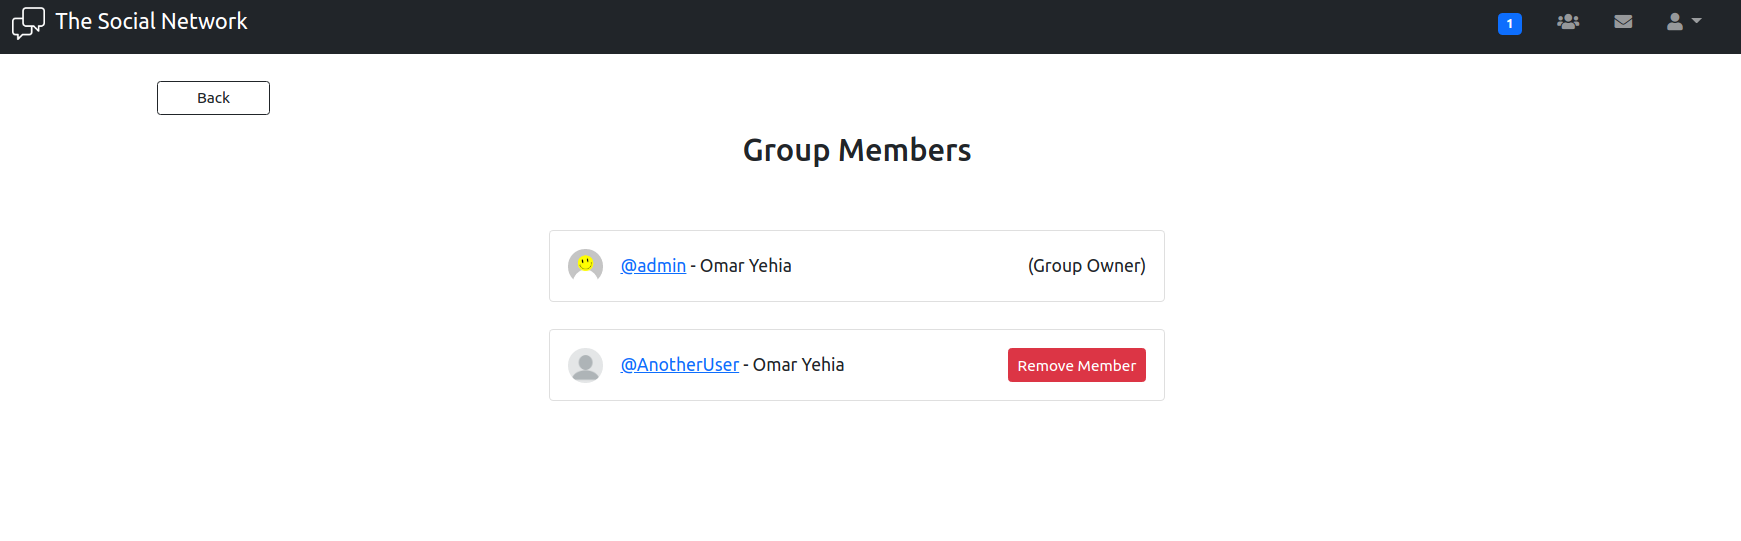 The Social Network
1
Back
Group Members
@admin - Omar Yehia (Group Owner)
@AnotherUser - Omar Yehia Remove Member